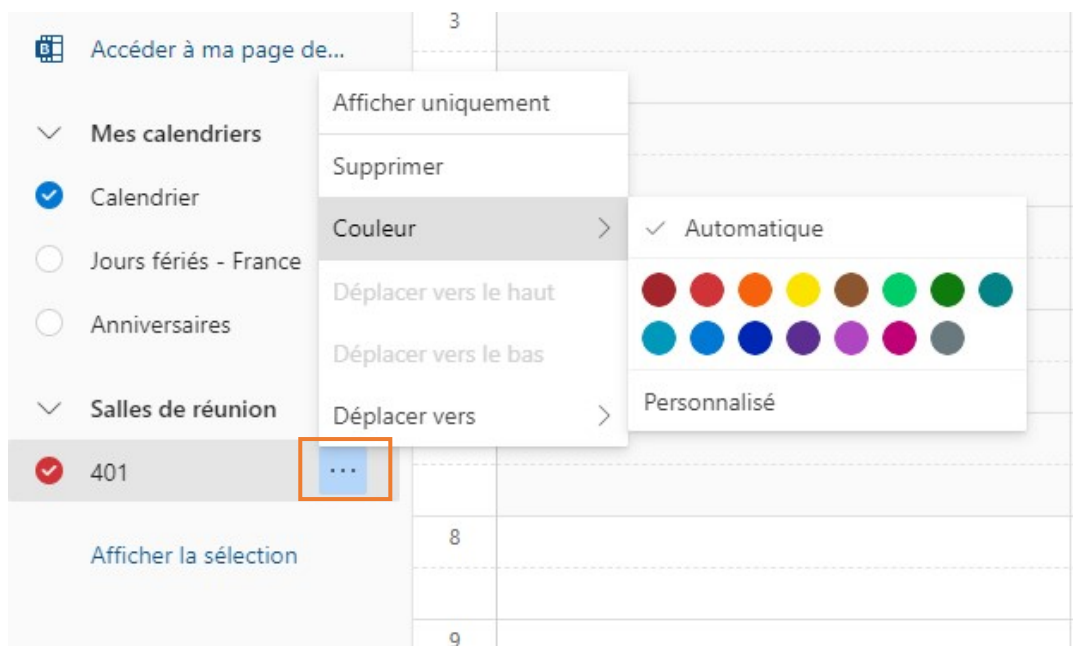 3
B
Accéder à ma page de...
Afficher uniquement
Mes calendriers
Supprimer
Calendrier
Couleur
Automatique
Jours fériés - France
Déplacer vers le haut
Anniversaires
Déplacer vers le bas
Personnalisé
Salles de réunion
Déplacer vers
401
...
8
Afficher la sélection
9